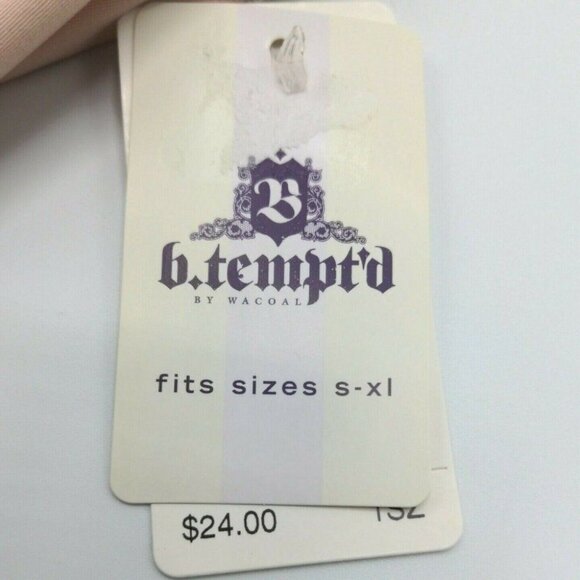 B
b.tempt'd
BY WACOAL
fits sizes s-xl
$24.00